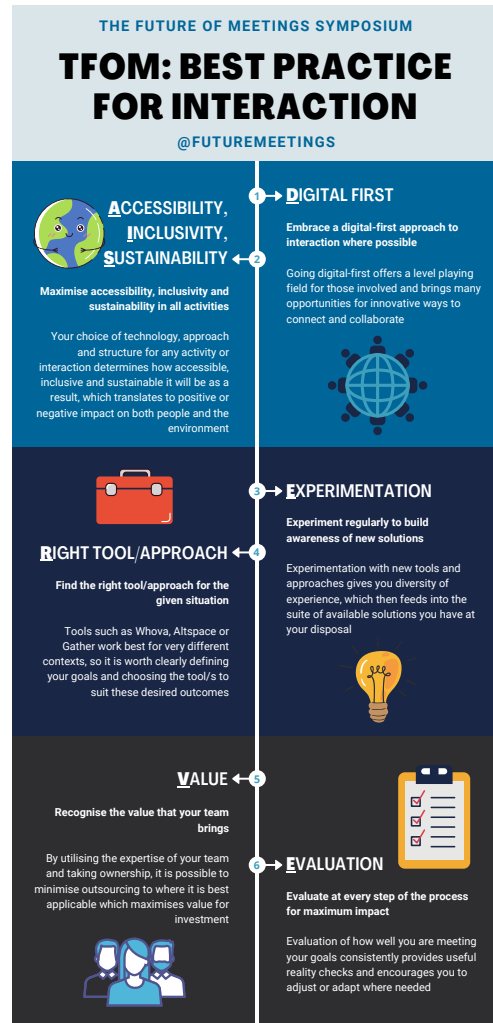 THE FUTURE OF MEETINGS SYMPOSIUM
TFOM: BEST PRACTICE
FOR INTERACTION
@FUTUREMEETINGS
1
DIGITAL FIRST
Embrace a digital-first approach to
interaction where possible
Going digital-first offers a level playing
field for those involved and brings many
opportunities for innovative ways to
connect and collaborate
ACCESSIBILITY,
INCLUSIVITY,
SUSTAINABILITY
2
Maximise accessibility, inclusivity and
sustainability in all activities
Your choice of technology, approach
and structure for any activity or
interaction determines how accessible,
inclusive and sustainable it will be as a
result, which translates to positive or
negative impact on both people and the
environment
3
EXPERIMENTATION
Experiment regularly to build
awareness of new solutions
Experimentation with new tools and
approaches gives you diversity of
experience, which then feeds into the
suite of available solutions you have at
your disposal
RIGHT TOOL/APPROACH
4
Find the right tool/approach for the
given situation
Tools such as Whova, Altspace or
Gather work best for very different
contexts, so it is worth clearly defining
your goals and choosing the tool/s to
suit these desired outcomes
VALUE
5
Recognise the value that your team
brings
By utilising the expertise of your team
and taking ownership, it is possible to
minimise outsourcing to where it is best
applicable which maximises value for
investment
6
EVALUATION
Evaluate at every step of the process
for maximum impact
Evaluation of how well you are meeting
your goals consistently provides useful
reality checks and encourages you to
adjust or adapt where needed